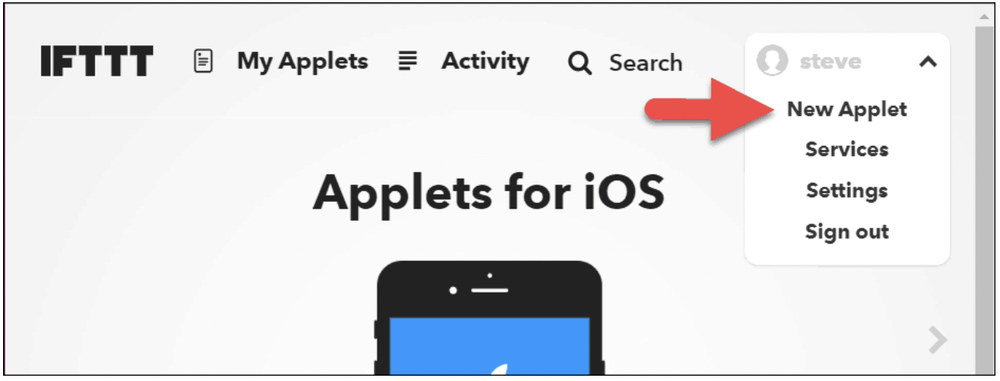 IFTTT My Applets Activity Search steve
New Applet
Services
Settings
Sign out
Applets for iOS